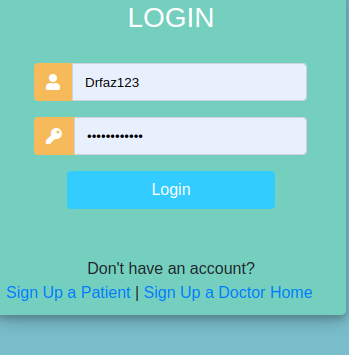 LOGIN
Drfaz123
••••••••••••
Login
Don't have an account?
Sign Up a Patient | Sign Up a Doctor Home